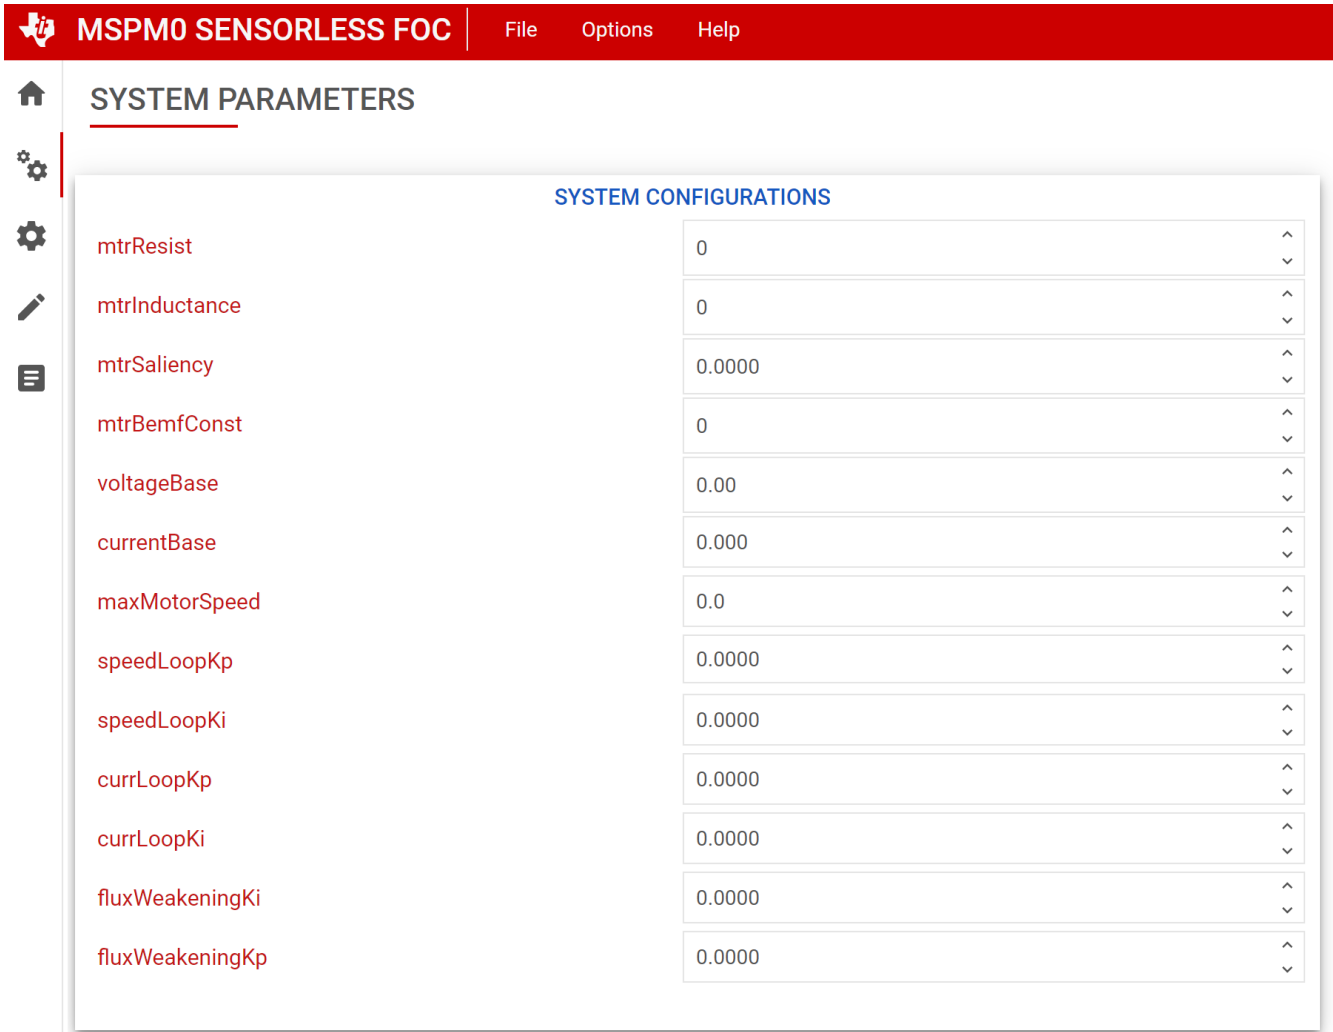 MSPM0 SENSORLESS FOC File Options Help
SYSTEM PARAMETERS
SYSTEM CONFIGURATIONS
mtrResist 0
mtrInductance 0
mtrSaliency 0.0000
mtrBemfConst 0
voltageBase 0.00
currentBase 0.000
maxMotorSpeed 0.0
speedLoopKp 0.0000
speedLoopKi 0.0000
currLoopKp 0.0000
currLoopKi 0.0000
fluxWeakeningKi 0.0000
fluxWeakeningKp 0.0000